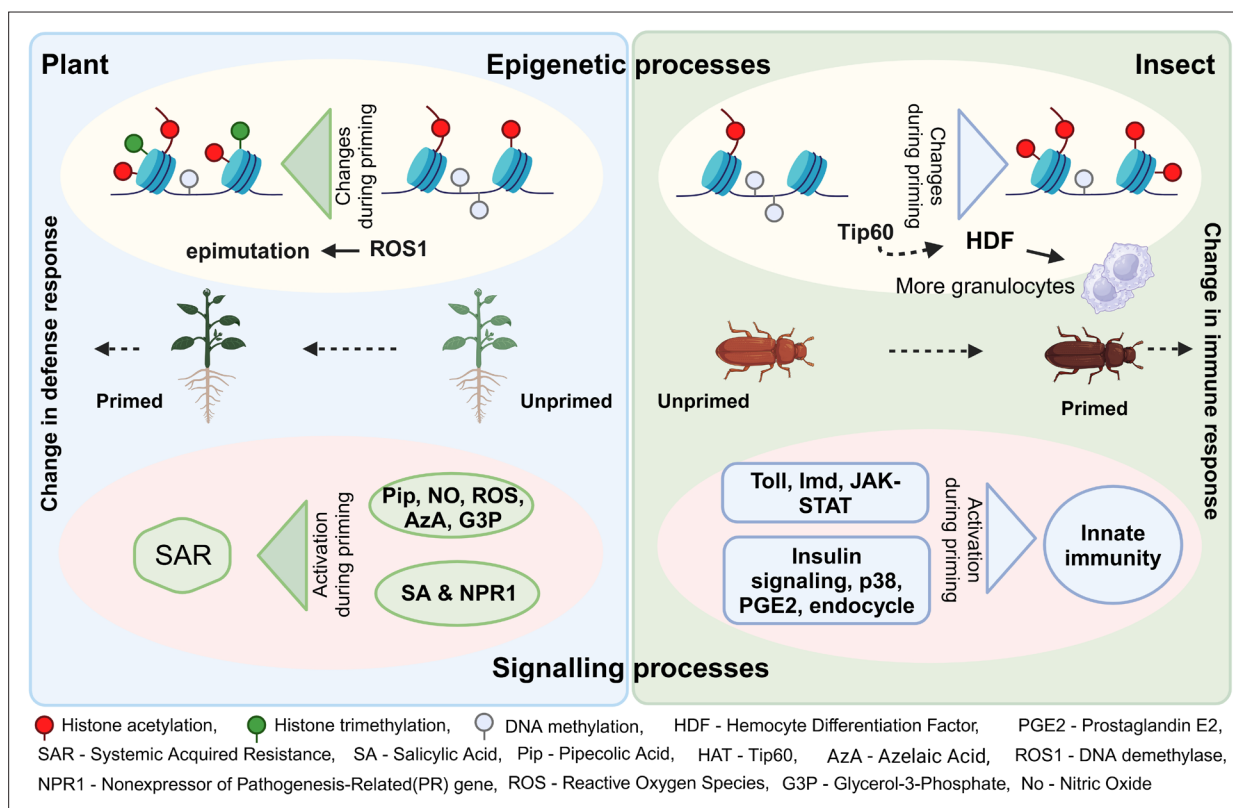 Plant
Epigenetic processes
Insect
Changes
during priming
epimutation
ROS1
Changes
during priming
Tip60
HDF
More granulocytes
Change in defense response
Primed
Unprimed
Unprimed
Primed
Change in immune response
SAR
Activation
during priming
Pip, NO, ROS,
AzA, G3P
SA & NPR1
Toll, Imd, JAK-
STAT
Insulin
signaling, p38,
PGE2, endocycle
Activation
during priming
Innate
immunity
Signalling processes
Histone acetylation, Histone trimethylation, DNA methylation, HDF - Hemocyte Differentiation Factor, PGE2 - Prostaglandin E2,
SAR - Systemic Acquired Resistance, SA - Salicylic Acid, Pip - Pipecolic Acid, HAT - Tip60, AzA - Azelaic Acid, ROS1 - DNA demethylase,
NPR1 - Nonexpressor of Pathogenesis-Related(PR) gene, ROS - Reactive Oxygen Species, G3P - Glycerol-3-Phosphate, No - Nitric Oxide